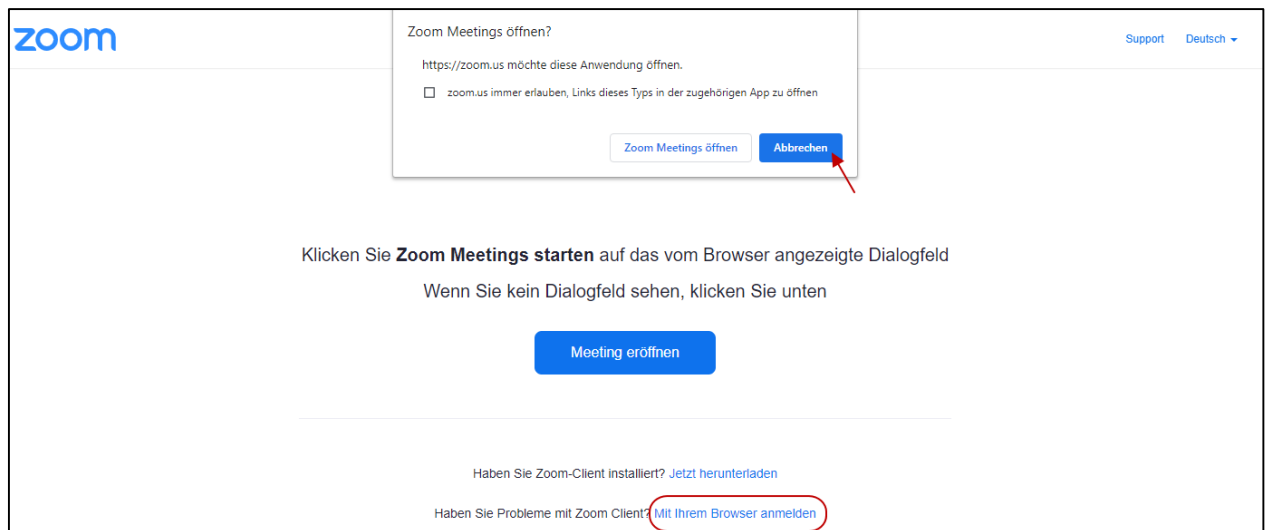 zoom
Support Deutsch
Zoom Meetings öffnen?
https://zoom.us möchte diese Anwendung öffnen.
zoom.us immer erlauben, Links dieses Typs in der zugehörigen App zu öffnen
Zoom Meetings öffnen Abbrechen
Klicken Sie Zoom Meetings starten auf das vom Browser angezeigte Dialogfeld
Wenn Sie kein Dialogfeld sehen, klicken Sie unten
Meeting eröffnen
Haben Sie Zoom-Client installiert? Jetzt herunterladen
Haben Sie Probleme mit Zoom Client? Mit Ihrem Browser anmelden